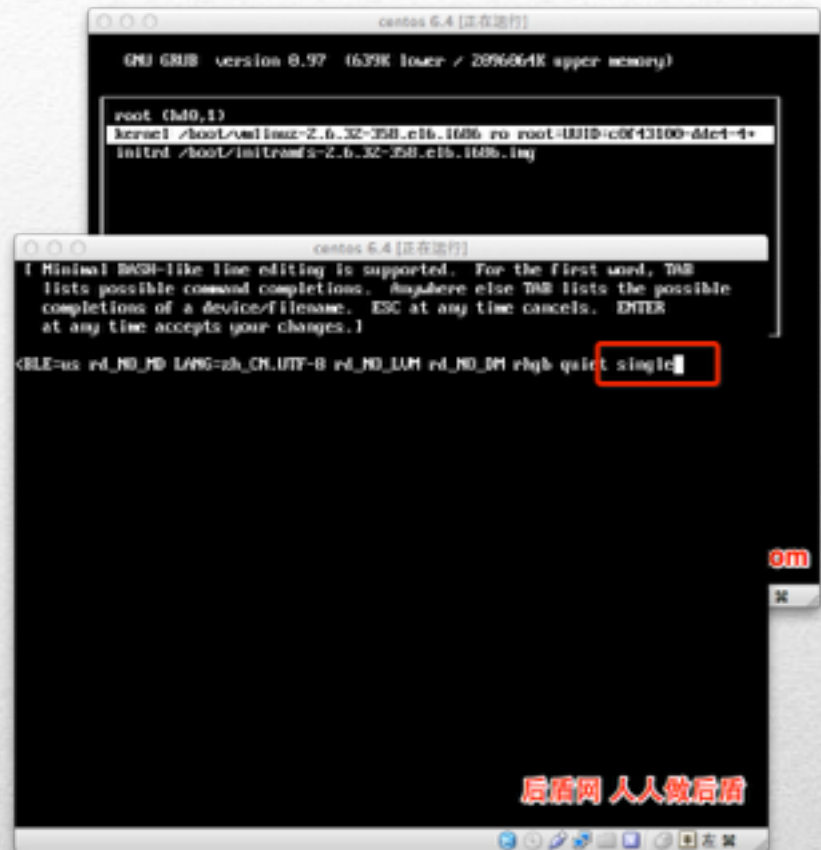 centos 6.4 [正在运行]
GNU GRUB version 0.97 (639K lower / 2096064K upper memory)
root (hd0,1)
kernel /boot/vmlinuz-2.6.32-358.el6.i686 ro root=UUID=c0f43100-dde4-4+
initrd /boot/initramfs-2.6.32-358.el6.i686.img
centos 6.4 [正在运行]
[ Minimal BASH-like line editing is supported. For the first word, TAB
lists possible command completions. Anywhere else TAB lists the possible
completions of a device/filename. ESC at any time cancels. ENTER
at any time accepts your changes.]
<BLE=us rd_NO_MD LANG=zh_CN.UTF-8 rd_NO_LVM rd_NO_DM rhgb quiet single
om
⌘
后盾网 人人做后盾
左 ⌘